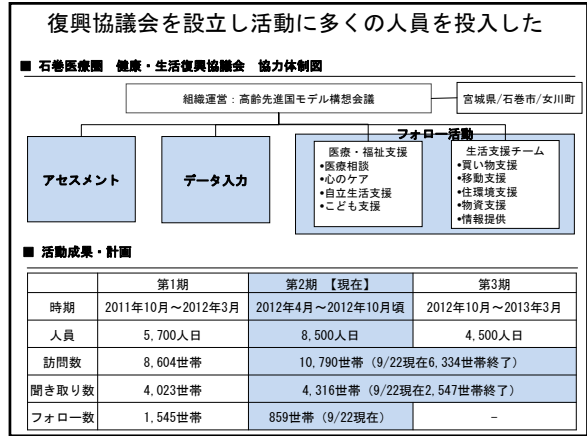 復興協議会を設立し活動に多くの人員を投入した
■ 石巻医療圏 健康・生活復興協議会 協力体制図
組織運営：高齢先進国モデル構想会議
宮城県/石巻市/女川町
フォロー活動
アセスメント
データ入力
医療・福祉支援
•医療相談
•心のケア
•自立生活支援
•こども支援
生活支援チーム
•買い物支援
•移動支援
•住環境支援
•物資支援
•情報提供
■ 活動成果・計画
第1期 第2期 【現在】 第3期
時期 2011年10月～2012年3月 2012年4月～2012年10月頃 2012年10月～2013年3月
人員 5,700人日 8,500人日 4,500人日
訪問数 8,604世帯 10,790世帯（9/22現在6,334世帯終了）
聞き取り数 4,023世帯 4,316世帯（9/22現在2,547世帯終了）
フォロー数 1,545世帯 859世帯（9/22現在） －